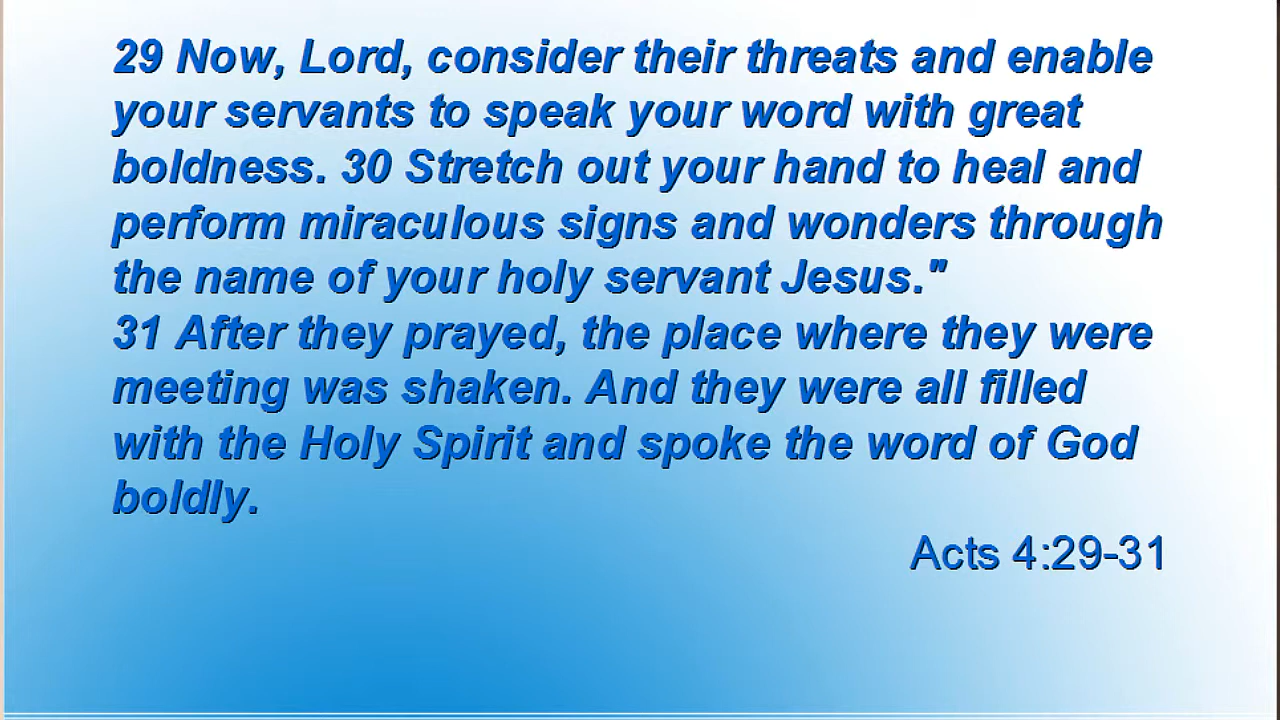 29 Now, Lord, consider their threats and enable
your servants to speak your word with great
boldness. 30 Stretch out your hand to heal and
perform miraculous signs and wonders through
the name of your holy servant Jesus."
31 After they prayed, the place where they were
meeting was shaken. And they were all filled
with the Holy Spirit and spoke the word of God
boldly.
Acts 4:29-31